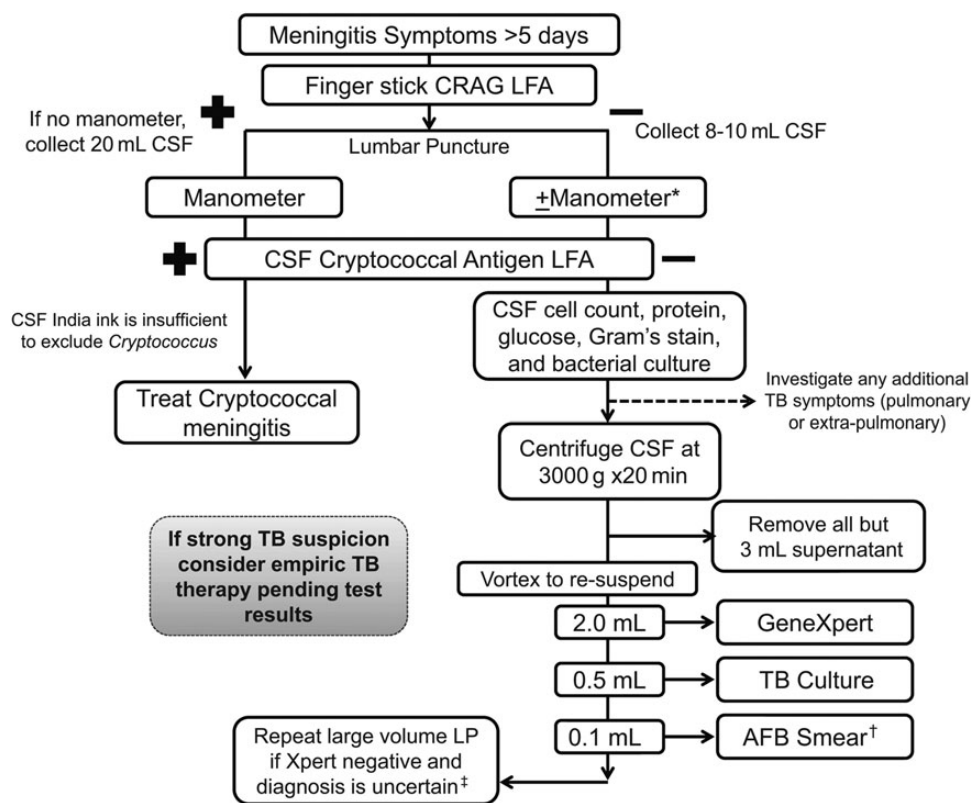 Meningitis Symptoms >5 days
Finger stick CRAG LFA
+
−
If no manometer,
collect 20 mL CSF
Collect 8-10 mL CSF
Lumbar Puncture
Manometer
±Manometer*
+
CSF Cryptococcal Antigen LFA
−
CSF India ink is insufficient
to exclude Cryptococcus
CSF cell count, protein,
glucose, Gram’s stain,
and bacterial culture
Treat Cryptococcal
meningitis
Investigate any additional
TB symptoms (pulmonary
or extra-pulmonary)
Centrifuge CSF at
3000 g x20 min
If strong TB suspicion
consider empiric TB
therapy pending test
results
Remove all but
3 mL supernatant
Vortex to re-suspend
2.0 mL
GeneXpert
0.5 mL
TB Culture
0.1 mL
AFB Smear†
Repeat large volume LP
if Xpert negative and
diagnosis is uncertain‡